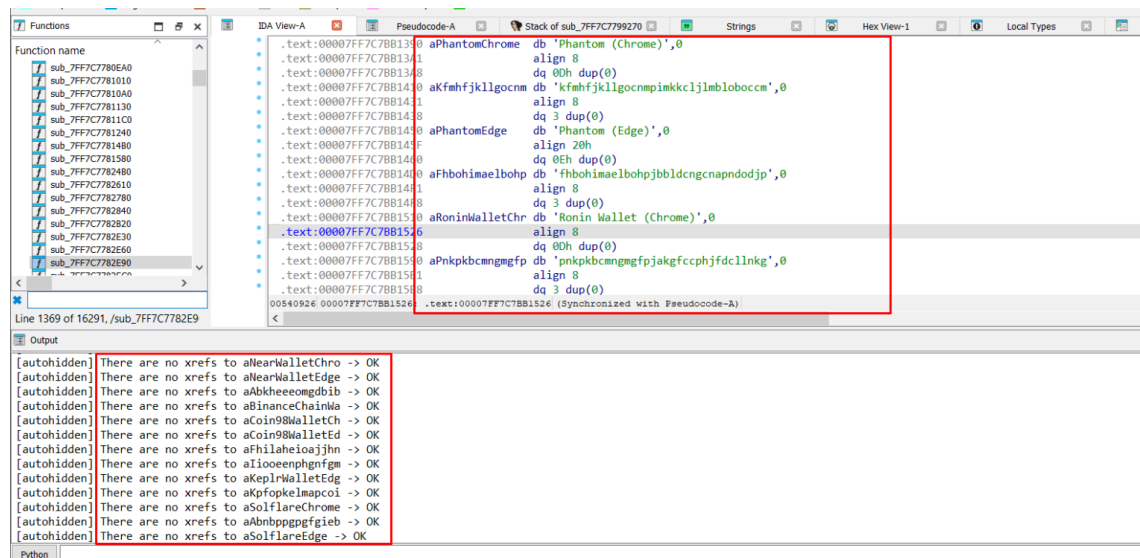 Functions
IDA View-A
Pseudocode-A
Stack of sub_7FF7C7799270
Strings
Hex View-1
Local Types
Function name
sub_7FF7C7780EA0
sub_7FF7C7781010
sub_7FF7C77810A0
sub_7FF7C7781130
sub_7FF7C77811C0
sub_7FF7C7781240
sub_7FF7C77814B0
sub_7FF7C7781580
sub_7FF7C77824B0
sub_7FF7C7782610
sub_7FF7C7782780
sub_7FF7C7782840
sub_7FF7C7782B20
sub_7FF7C7782E30
sub_7FF7C7782E60
sub_7FF7C7782E90
Line 1369 of 16291, /sub_7FF7C7782E9
.text:00007FF7C7BB1390 aPhantomChrome db 'Phantom (Chrome)',0
.text:00007FF7C7BB13A1 align 8
.text:00007FF7C7BB13A8 dq 0Dh dup(0)
.text:00007FF7C7BB1410 aKfmhfjkllgocnm db 'kfmhfjkllgocnmpimkkcljlmbloboccm',0
.text:00007FF7C7BB1431 align 8
.text:00007FF7C7BB1438 dq 3 dup(0)
.text:00007FF7C7BB1450 aPhantomEdge db 'Phantom (Edge)',0
.text:00007FF7C7BB145F align 20h
.text:00007FF7C7BB1460 dq 0Eh dup(0)
.text:00007FF7C7BB14D0 aFhbohimaelbohp db 'fhbohimaelbohpjbbldcngcnapndodjp',0
.text:00007FF7C7BB14F1 align 8
.text:00007FF7C7BB14F8 dq 3 dup(0)
.text:00007FF7C7BB1510 aRoninWalletChr db 'Ronin Wallet (Chrome)',0
.text:00007FF7C7BB1526 align 8
.text:00007FF7C7BB1528 dq 0Dh dup(0)
.text:00007FF7C7BB1590 aPnkpkbcmngmgfp db 'pnkpkbcmngmgfpjakgfccphjfdcllnkg',0
.text:00007FF7C7BB15B1 align 8
.text:00007FF7C7BB15B8 dq 3 dup(0)
00540926 00007FF7C7BB1526: .text:00007FF7C7BB1526 (Synchronized with Pseudocode-A)
Output
[autohidden] There are no xrefs to aNearWalletChro -> OK
[autohidden] There are no xrefs to aNearWalletEdge -> OK
[autohidden] There are no xrefs to aAbkheeeomgdbib -> OK
[autohidden] There are no xrefs to aBinanceChainWa -> OK
[autohidden] There are no xrefs to aCoin98WalletCh -> OK
[autohidden] There are no xrefs to aCoin98WalletEd -> OK
[autohidden] There are no xrefs to aFhilaheioajjhn -> OK
[autohidden] There are no xrefs to aIiooeenphgnfgm -> OK
[autohidden] There are no xrefs to aKeplrWalletEdg -> OK
[autohidden] There are no xrefs to aKpfopkelmapcoi -> OK
[autohidden] There are no xrefs to aSolflareChrome -> OK
[autohidden] There are no xrefs to aAbnbppgpgfgieb -> OK
[autohidden] There are no xrefs to aSolflareEdge -> OK
Python